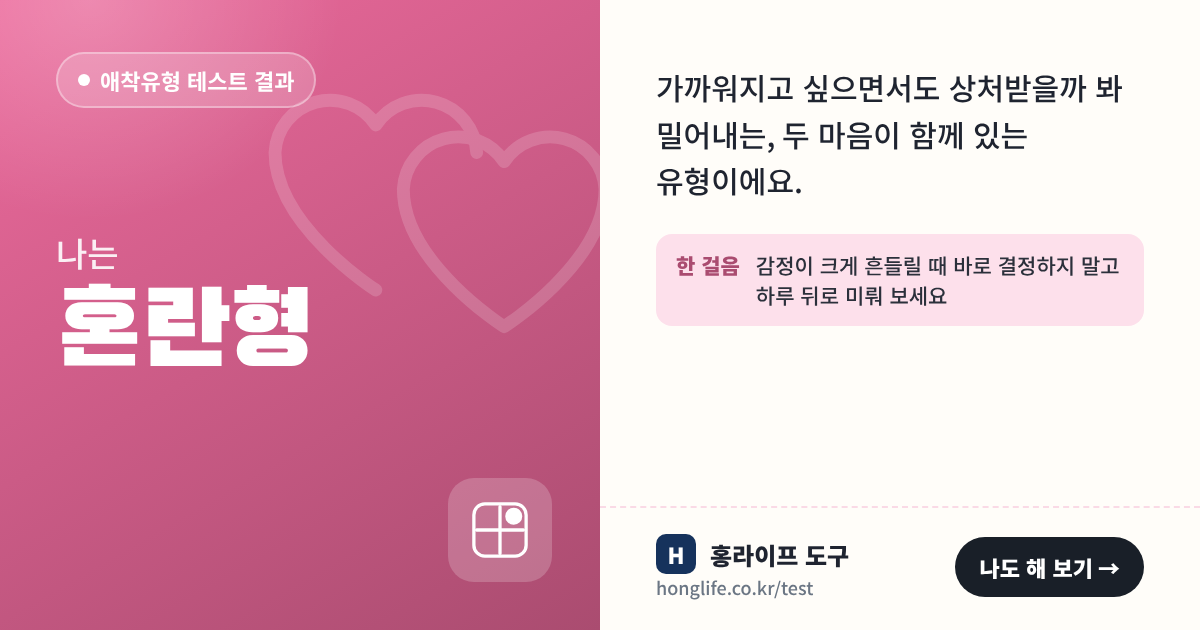 애착유형 테스트 결과
나는
혼란형
가까워지고 싶으면서도 상처받을까 봐
밀어내는, 두 마음이 함께 있는
유형이에요.
한 걸음 감정이 크게 흔들릴 때 바로 결정하지 말고
하루 뒤로 미뤄 보세요
H 홍라이프 도구
honglife.co.kr/test
나도 해 보기 →